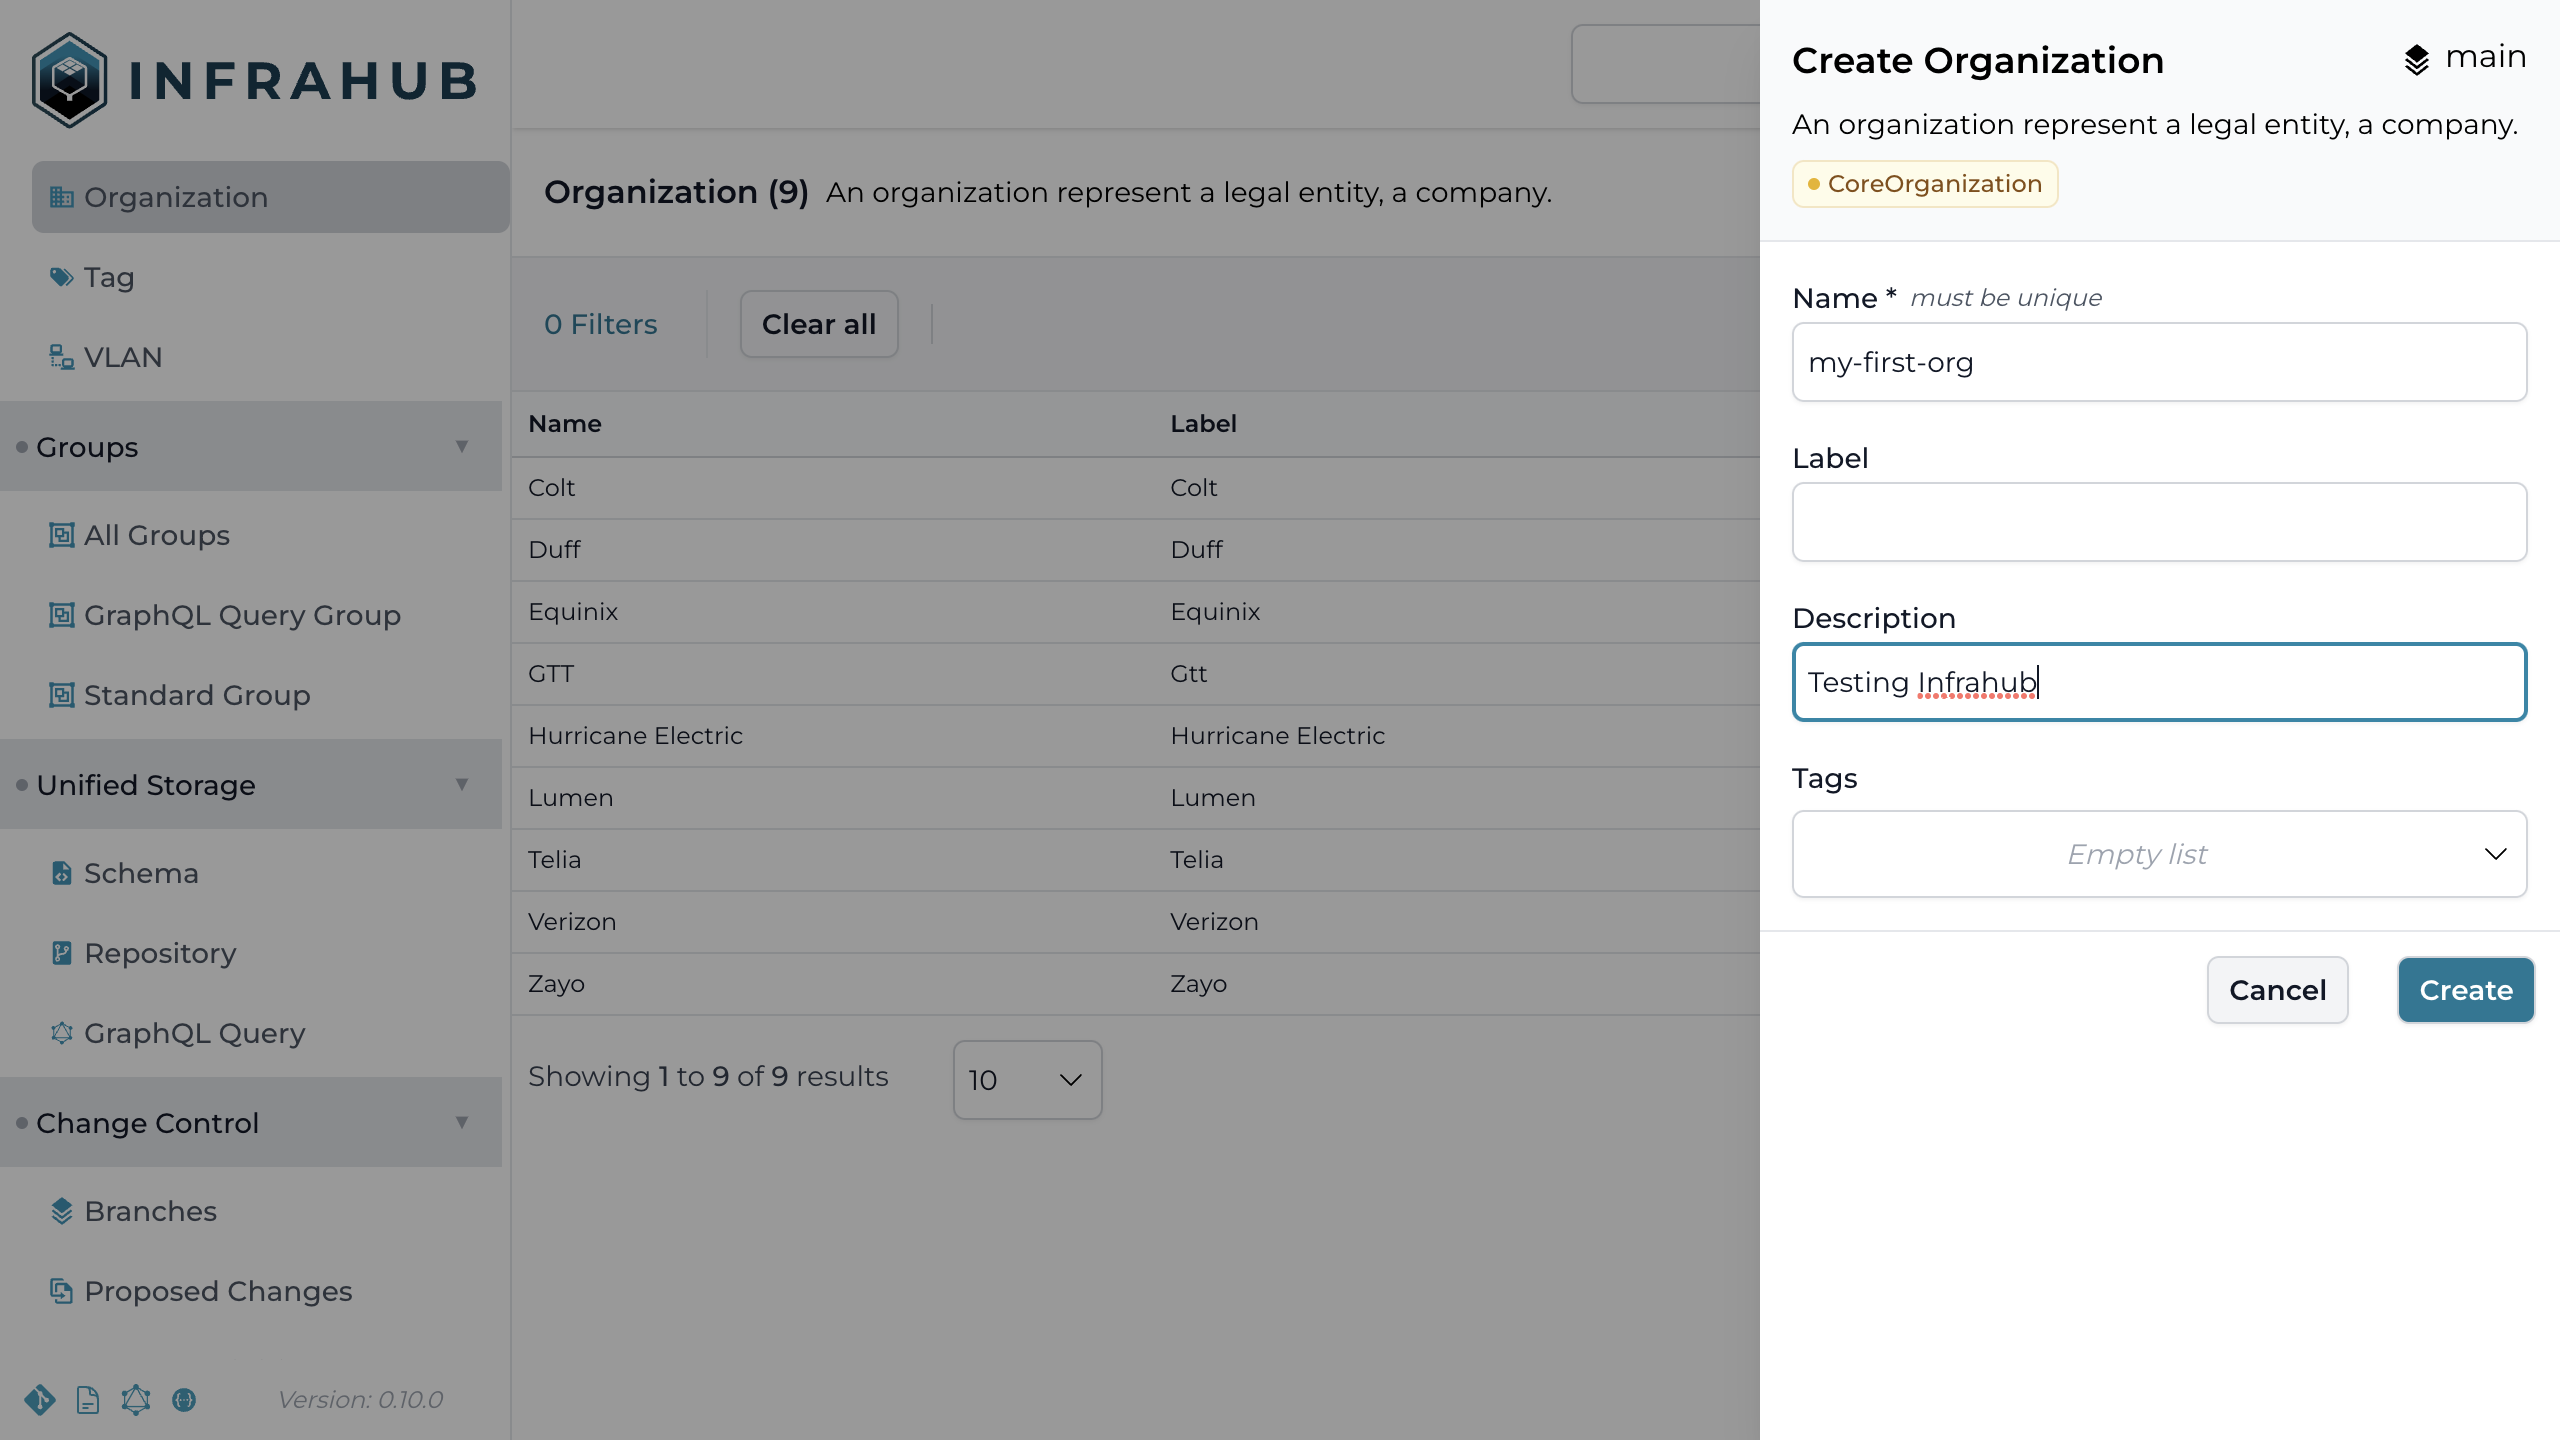 INFRAHUB
Organization
Tag
VLAN
Groups
All Groups
GraphQL Query Group
Standard Group
Unified Storage
Schema
Repository
GraphQL Query
Change Control
Branches
Proposed Changes
Version: 0.10.0
Organization (9) An organization represent a legal entity, a company.
0 Filters Clear all
Name Label
Colt Colt
Duff Duff
Equinix Equinix
GTT Gtt
Hurricane Electric Hurricane Electric
Lumen Lumen
Telia Telia
Verizon Verizon
Zayo Zayo
Showing 1 to 9 of 9 results 10
Create Organization main
An organization represent a legal entity, a company.
CoreOrganization
Name * must be unique
my-first-org
Label
Description
Testing Infrahub
Tags
Empty list
Cancel Create